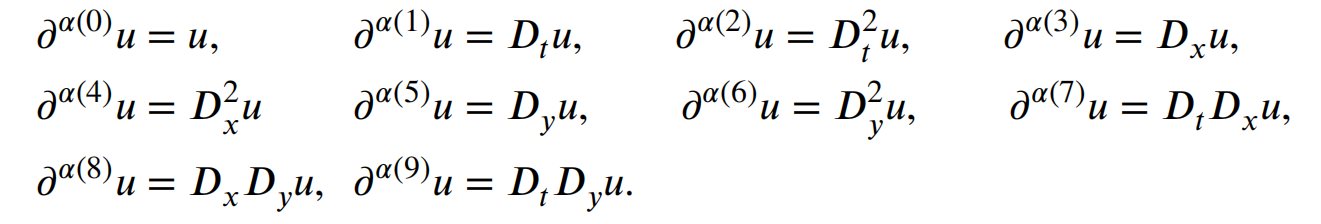 ∂^{α(0)}u = u, ∂^{α(1)}u = D_t u, ∂^{α(2)}u = D_t^2 u, ∂^{α(3)}u = D_x u,
∂^{α(4)}u = D_x^2 u ∂^{α(5)}u = D_y u, ∂^{α(6)}u = D_y^2 u, ∂^{α(7)}u = D_t D_x u,
∂^{α(8)}u = D_x D_y u, ∂^{α(9)}u = D_t D_y u.